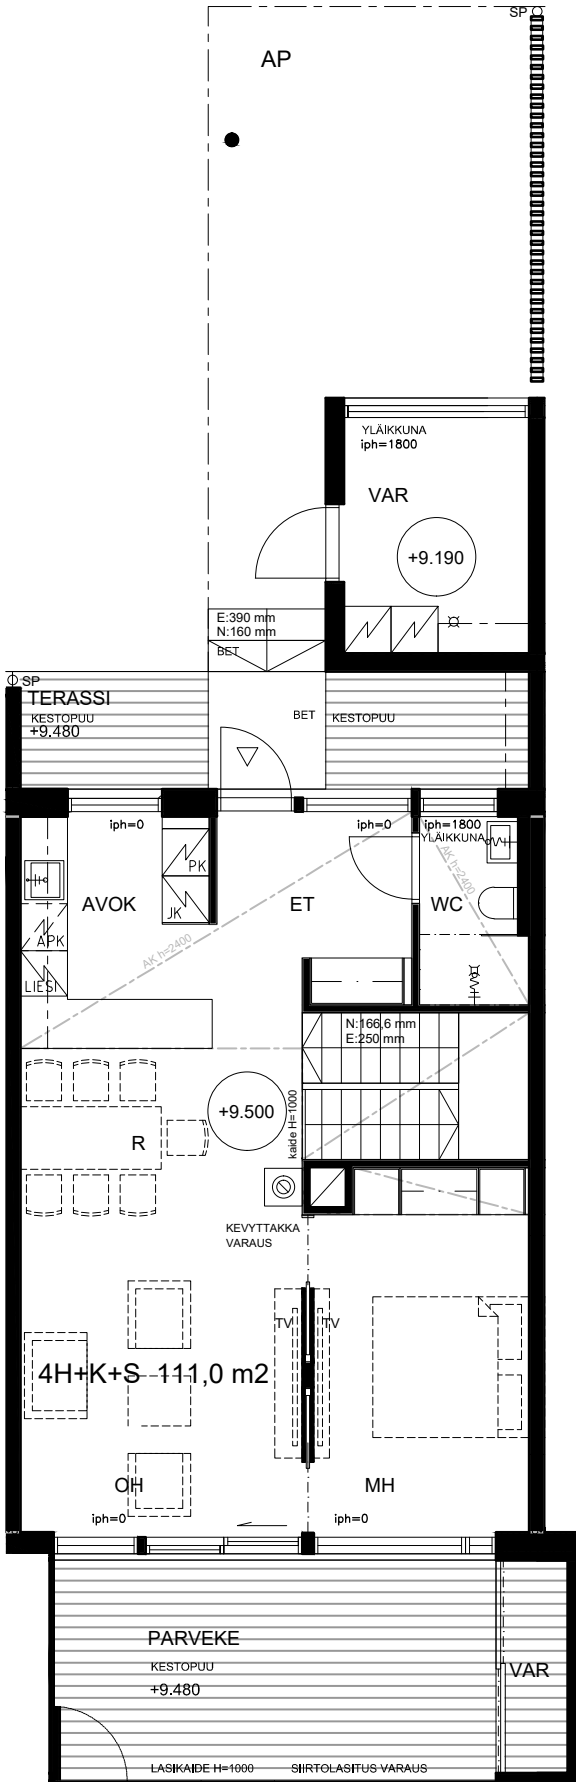 SP
AP
YLÄIKKUNA
iph=1800
VAR
+9.190
E:390 mm
N:160 mm
BET
SP
TERASSI
KESTOPUU
+9.480
BET
KESTOPUU
iph=0
iph=0
iph=1800
YLÄIKKUNA
PK
JK
AVOK
ET
WC
AK h=2400
AK h=2400
APK
LIESI
N:166,6 mm
E:250 mm
kaide H=1000
+9.500
R
KEVYTTAKKA
VARAUS
TV
TV
4H+K+S 111,0 m2
OH
MH
iph=0
iph=0
PARVEKE
KESTOPUU
+9.480
VAR
LASIKAIDE H=1000
SIIRTOLASITUS VARAUS